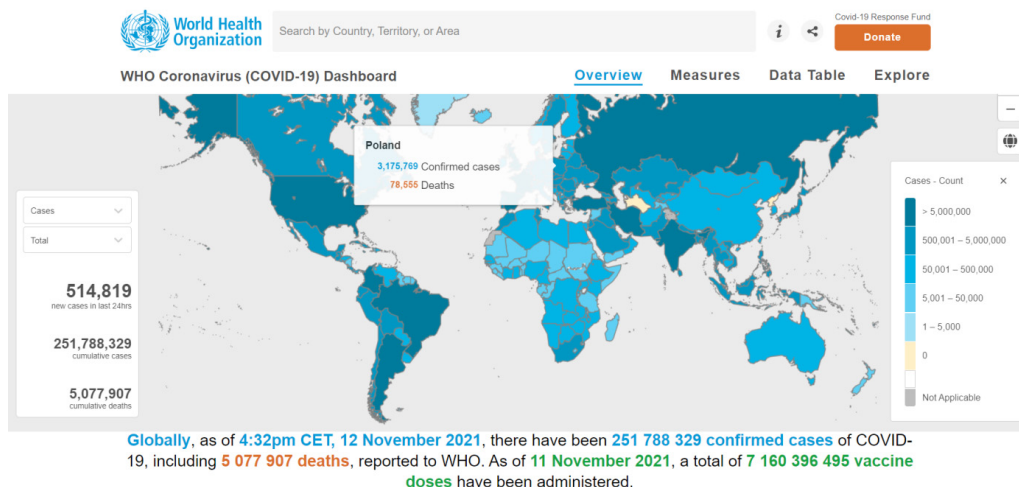 World Health
Organization
Search by Country, Territory, or Area
i
Covid-19 Response Fund
Donate
WHO Coronavirus (COVID-19) Dashboard
Overview Measures Data Table Explore
Poland
3,175,769 Confirmed cases
78,555 Deaths
Cases
Total
514,819
new cases in last 24hrs
251,788,329
cumulative cases
5,077,907
cumulative deaths
Cases - Count
> 5,000,000
500,001 – 5,000,000
50,001 – 500,000
5,001 – 50,000
1 – 5,000
0
Not Applicable
Globally, as of 4:32pm CET, 12 November 2021, there have been 251 788 329 confirmed cases of COVID-
19, including 5 077 907 deaths, reported to WHO. As of 11 November 2021, a total of 7 160 396 495 vaccine
doses have been administered.